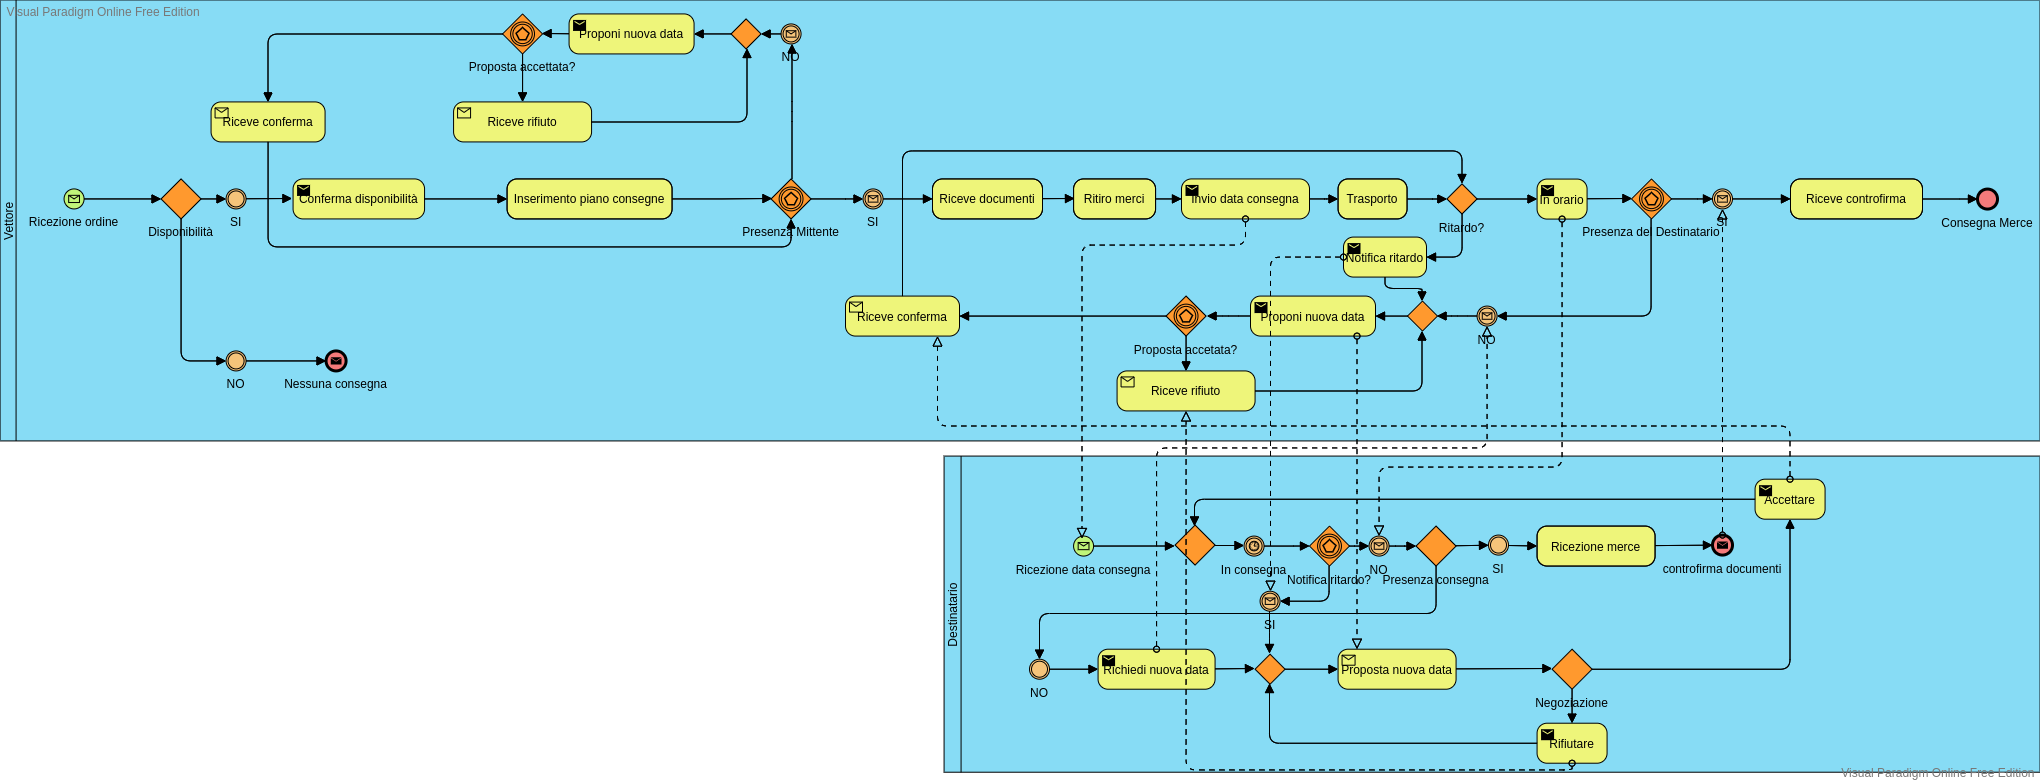 Visual Paradigm Online Free Edition
Vettore
Proponi nuova data
NO
Proposta accettata?
Riceve conferma
Riceve rifiuto
Ricezione ordine
Disponibilità
SI
Conferma disponibilità
Inserimento piano consegne
Presenza Mittente
SI
Riceve documenti
Ritiro merci
Invio data consegna
Trasporto
Ritardo?
In orario
Presenza del Destinatario
SI
Riceve controfirma
Consegna Merce
Notifica ritardo
Riceve conferma
Proposta accetata?
Proponi nuova data
NO
NO
Nessuna consegna
Riceve rifiuto
Destinatario
Accettare
Ricezione data consegna
In consegna
Notifica ritardo?
NO
Presenza consegna
SI
Ricezione merce
controfirma documenti
SI
NO
Richiedi nuova data
Proposta nuova data
Negoziazione
Rifiutare
Visual Paradigm Online Free Edition